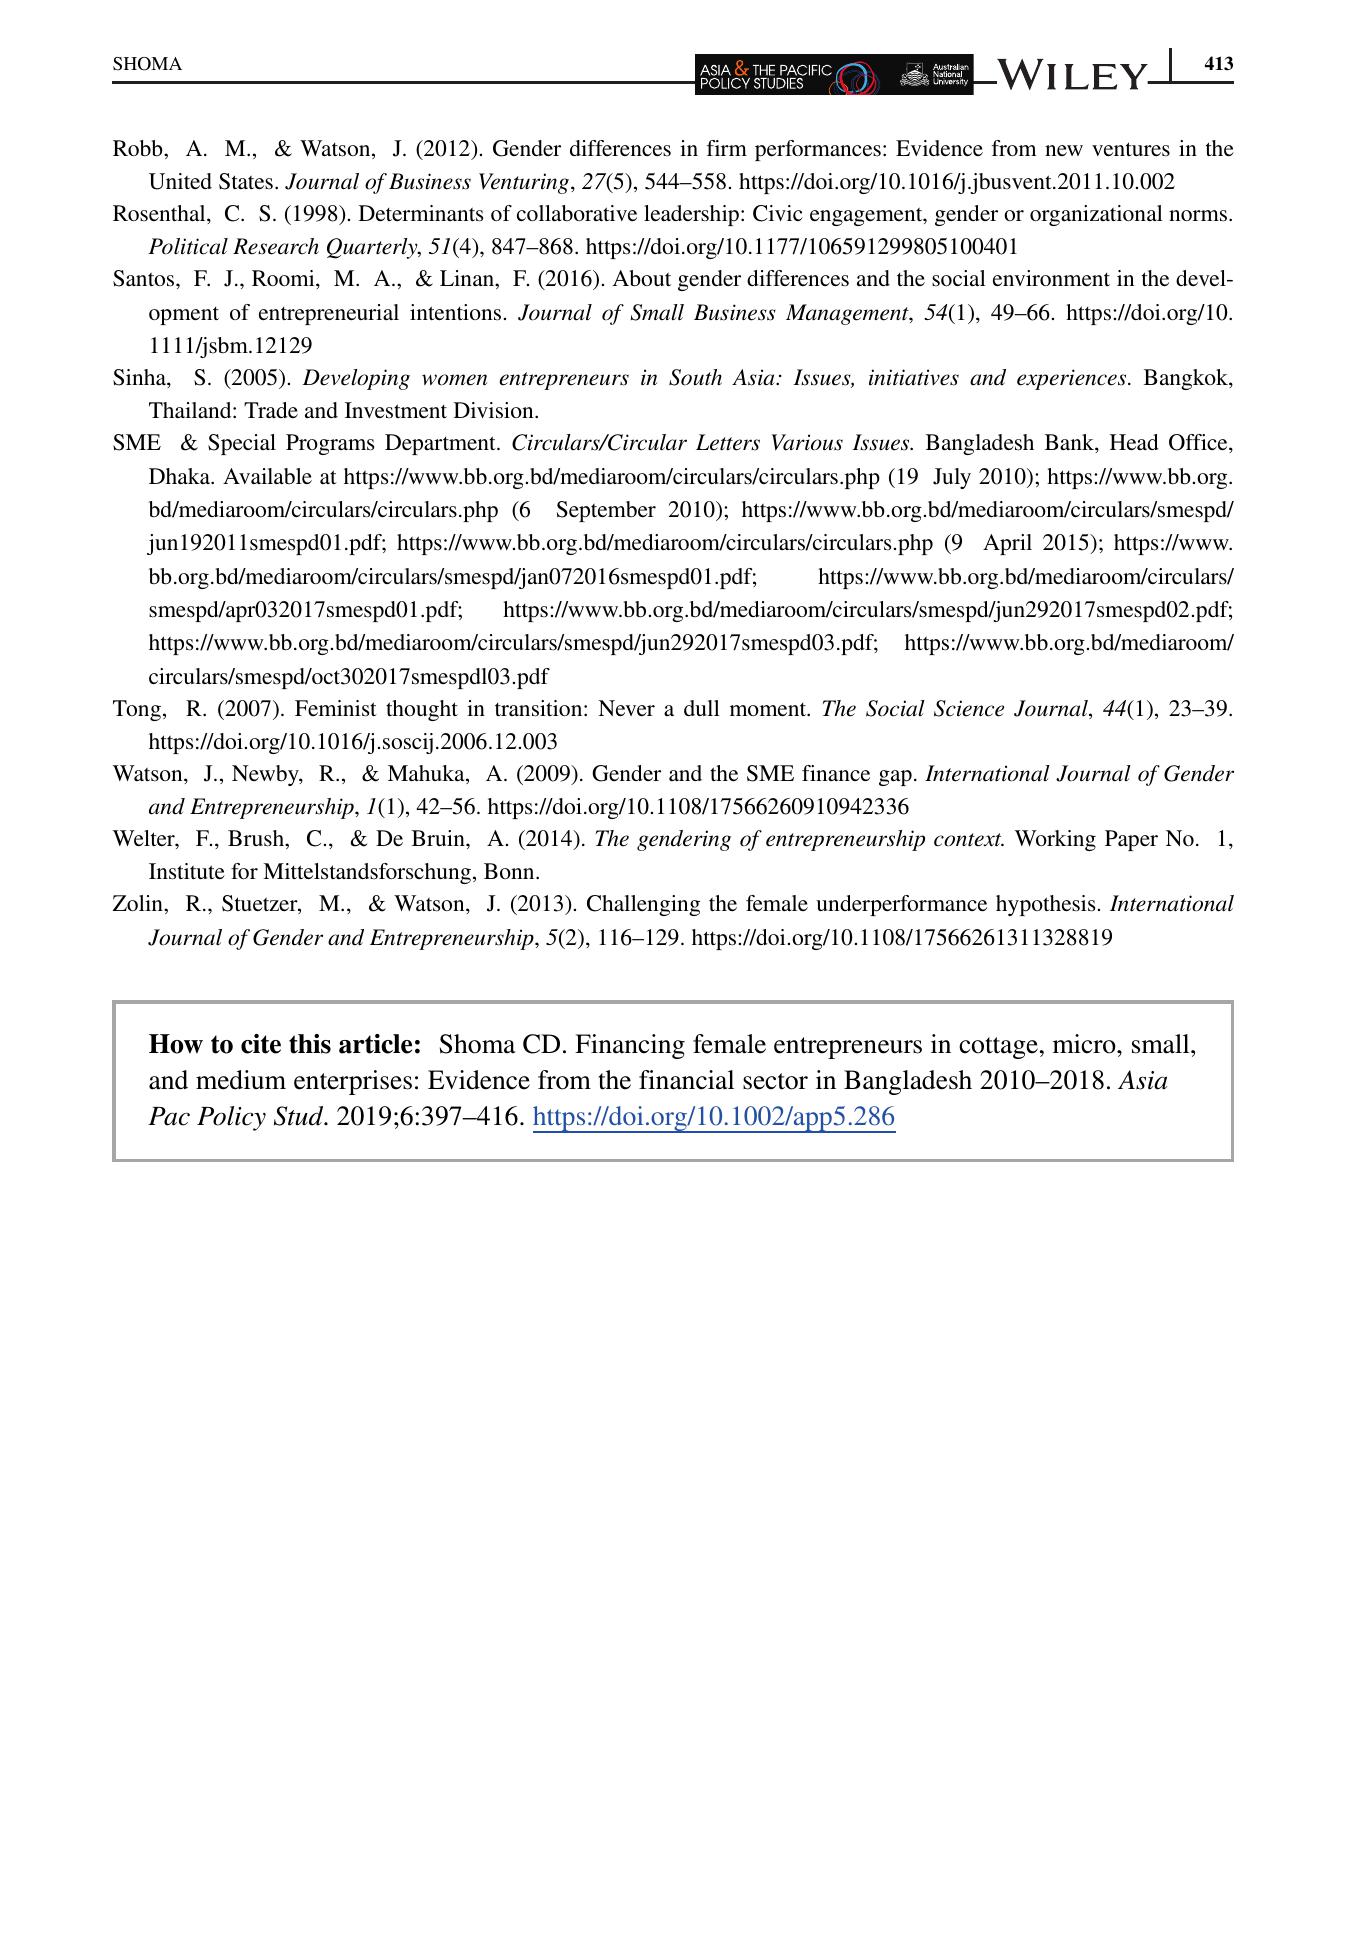 SHOMA
ASIA & THE PACIFIC
POLICY STUDIES
Australian
National
University
WILEY
413
Robb, A. M., & Watson, J. (2012). Gender differences in firm performances: Evidence from new ventures in the
United States. Journal of Business Venturing, 27(5), 544–558. https://doi.org/10.1016/j.jbusvent.2011.10.002
Rosenthal, C. S. (1998). Determinants of collaborative leadership: Civic engagement, gender or organizational norms.
Political Research Quarterly, 51(4), 847–868. https://doi.org/10.1177/106591299805100401
Santos, F. J., Roomi, M. A., & Linan, F. (2016). About gender differences and the social environment in the devel-
opment of entrepreneurial intentions. Journal of Small Business Management, 54(1), 49–66. https://doi.org/10.
1111/jsbm.12129
Sinha, S. (2005). Developing women entrepreneurs in South Asia: Issues, initiatives and experiences. Bangkok,
Thailand: Trade and Investment Division.
SME & Special Programs Department. Circulars/Circular Letters Various Issues. Bangladesh Bank, Head Office,
Dhaka. Available at https://www.bb.org.bd/mediaroom/circulars/circulars.php (19 July 2010); https://www.bb.org.
bd/mediaroom/circulars/circulars.php (6 September 2010); https://www.bb.org.bd/mediaroom/circulars/smespd/
jun192011smespd01.pdf; https://www.bb.org.bd/mediaroom/circulars/circulars.php (9 April 2015); https://www.
bb.org.bd/mediaroom/circulars/smespd/jan072016smespd01.pdf; https://www.bb.org.bd/mediaroom/circulars/
smespd/apr032017smespd01.pdf; https://www.bb.org.bd/mediaroom/circulars/smespd/jun292017smespd02.pdf;
https://www.bb.org.bd/mediaroom/circulars/smespd/jun292017smespd03.pdf; https://www.bb.org.bd/mediaroom/
circulars/smespd/oct302017smespdl03.pdf
Tong, R. (2007). Feminist thought in transition: Never a dull moment. The Social Science Journal, 44(1), 23–39.
https://doi.org/10.1016/j.soscij.2006.12.003
Watson, J., Newby, R., & Mahuka, A. (2009). Gender and the SME finance gap. International Journal of Gender
and Entrepreneurship, 1(1), 42–56. https://doi.org/10.1108/17566260910942336
Welter, F., Brush, C., & De Bruin, A. (2014). The gendering of entrepreneurship context. Working Paper No. 1,
Institute for Mittelstandsforschung, Bonn.
Zolin, R., Stuetzer, M., & Watson, J. (2013). Challenging the female underperformance hypothesis. International
Journal of Gender and Entrepreneurship, 5(2), 116–129. https://doi.org/10.1108/17566261311328819
How to cite this article: Shoma CD. Financing female entrepreneurs in cottage, micro, small,
and medium enterprises: Evidence from the financial sector in Bangladesh 2010–2018. Asia
Pac Policy Stud. 2019;6:397–416. https://doi.org/10.1002/app5.286